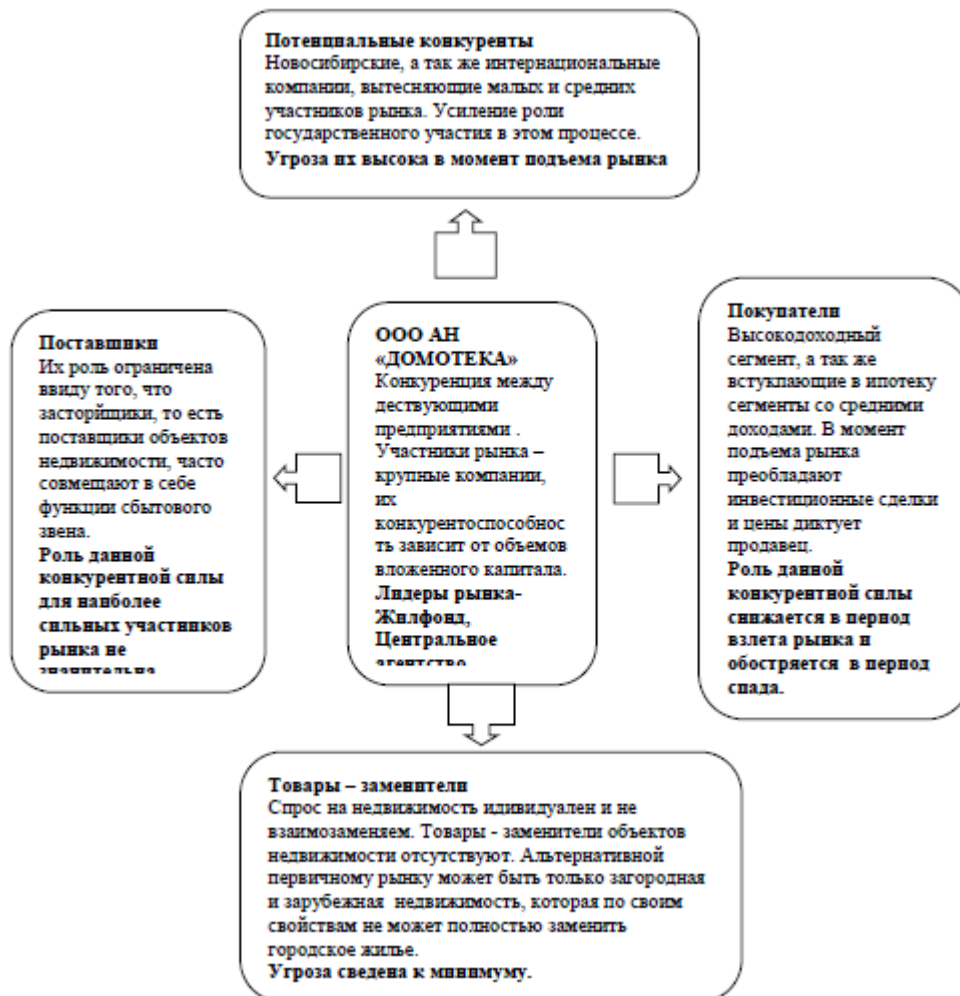 Потенциальные конкуренты
Новосибирские, а так же интернациональные
компании, вытесняющие малых и средних
участников рынка. Усиление роли
государственного участия в этом процессе.
Угроза их высока в момент подъема рынка
Поставщики
Их роль ограничена
ввиду того, что
засторйщики, то есть
поставщики объектов
недвижимости, часто
совмещают в себе
функции сбытового
звена.
Роль данной
конкурентной силы
для наиболее
сильных участников
рынка не
значительна
ООО АН
«ДОМОТЕКА»
Конкуренция между
дествующими
предприятиями .
Участники рынка –
крупные компании,
их
конкурентоспособнос
ть зависит от объемов
вложенного капитала.
Лидеры рынка-
Жилфонд,
Центральное
агентство
Покупатели
Высокодоходный
сегмент, а так же
встукпающие в ипотеку
сегменты со средними
доходами. В момент
подъема рынка
преобладают
инвестиционные сделки
и цены диктует
продавец.
Роль данной
конкурентной силы
снижается в период
взлета рынка и
обостряется в период
спада.
Товары – заменители
Спрос на недвижимость идивидуален и не
взаимозаменяем. Товары - заменители объектов
недвижимости отсутствуют. Альтернативной
первичному рынку может быть только загородная
и зарубежная недвижимость, которая по своим
свойствам не может полностью заменить
городское жилье.
Угроза сведена к минимуму.